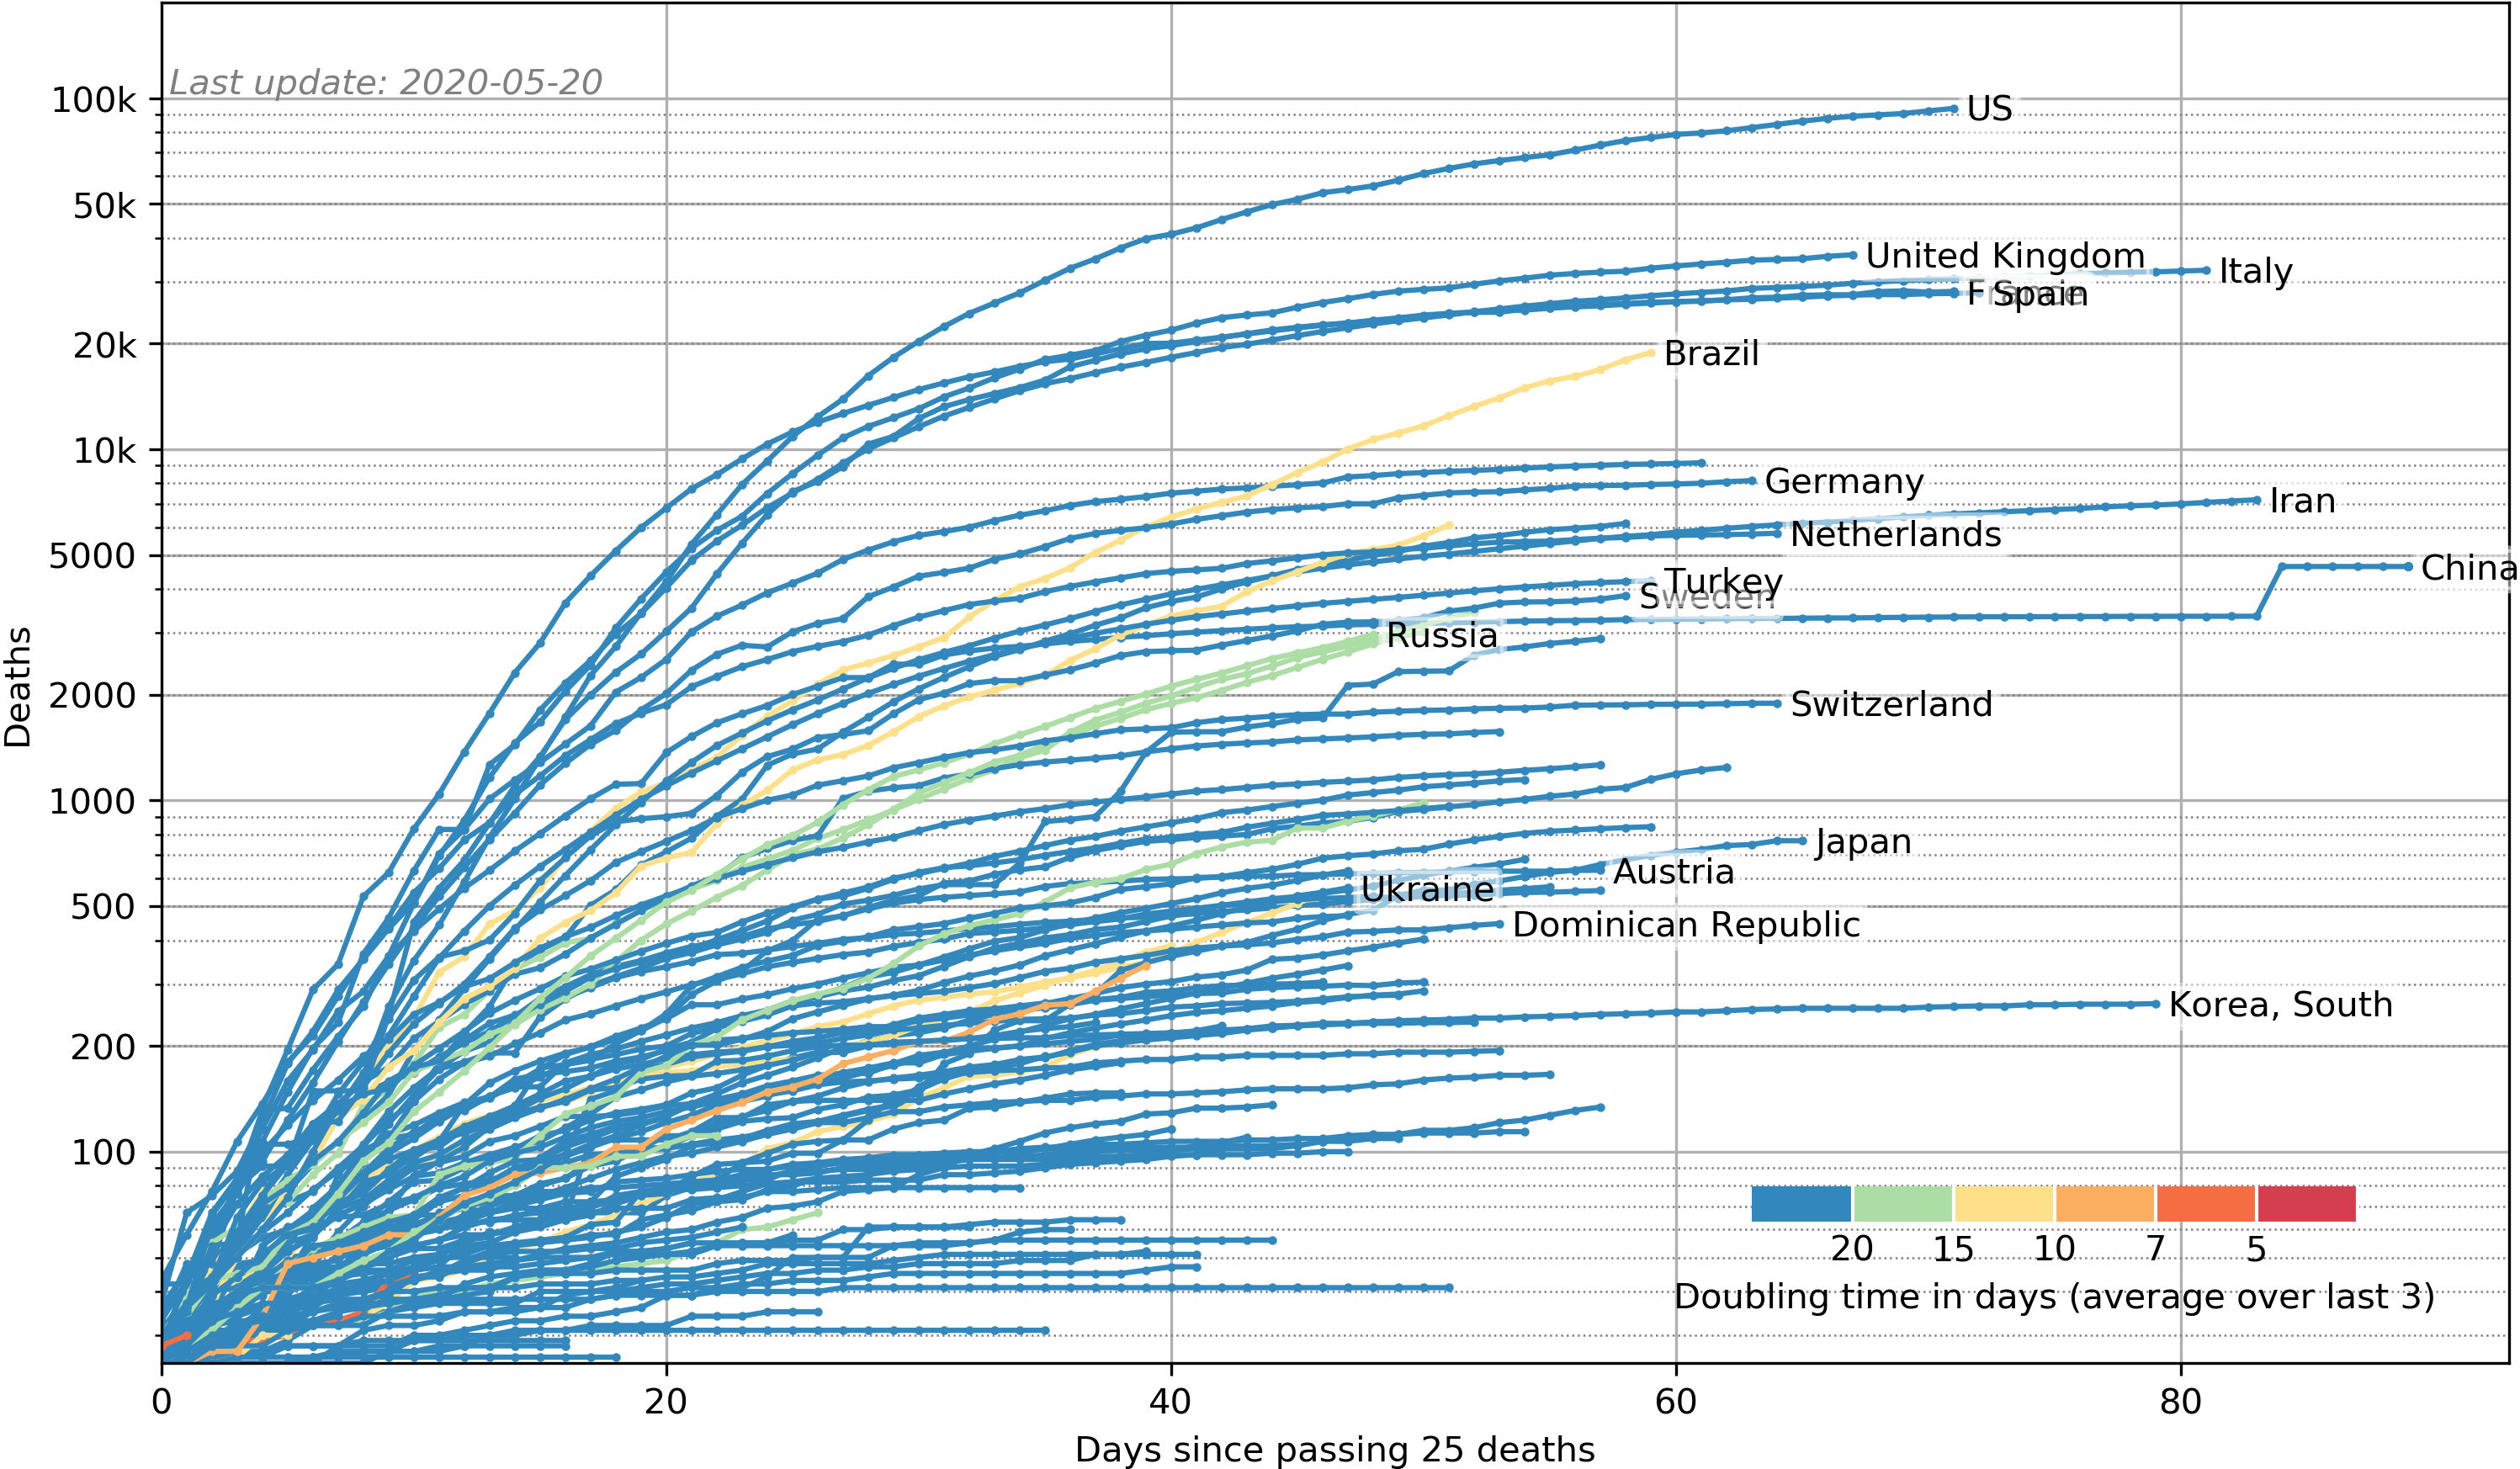 Last update: 2020-05-20
100k
50k
20k
10k
5000
2000
1000
500
200
100
Deaths
US
United Kingdom
Italy
France
Spain
Brazil
Germany
Iran
Netherlands
China
Turkey
Sweden
Russia
Switzerland
Japan
Austria
Ukraine
Dominican Republic
Korea, South
20 15 10 7 5
Doubling time in days (average over last 3)
0 20 40 60 80
Days since passing 25 deaths